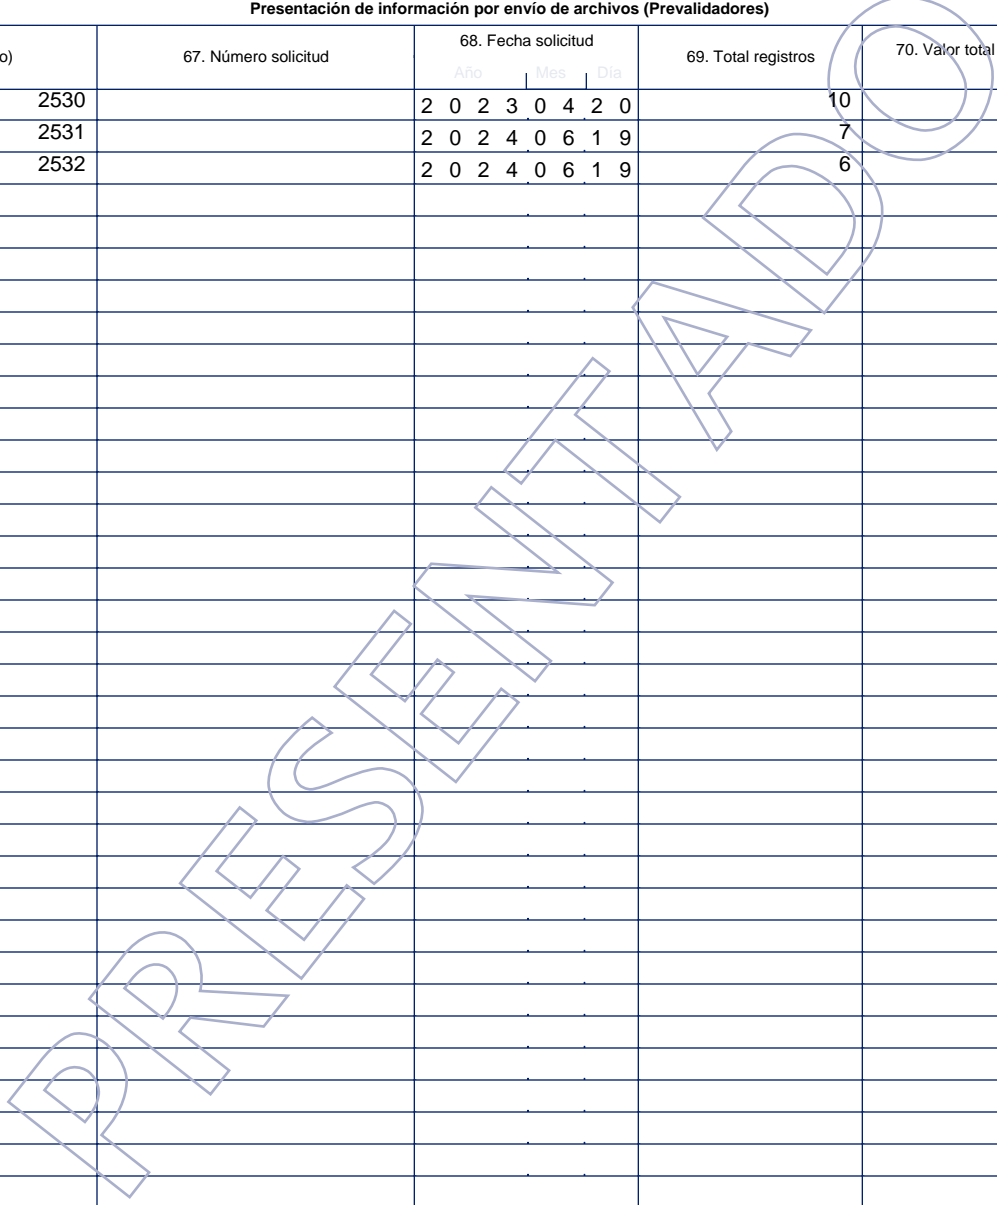 Presentación de información por envío de archivos (Prevalidadores)
o) 67. Número solicitud 68. Fecha solicitud 69. Total registros 70. Valor total
Año Mes Día
2530 2 0 2 3 0 4 2 0 10
2531 2 0 2 4 0 6 1 9 7
2532 2 0 2 4 0 6 1 9 6
PRESENTADO